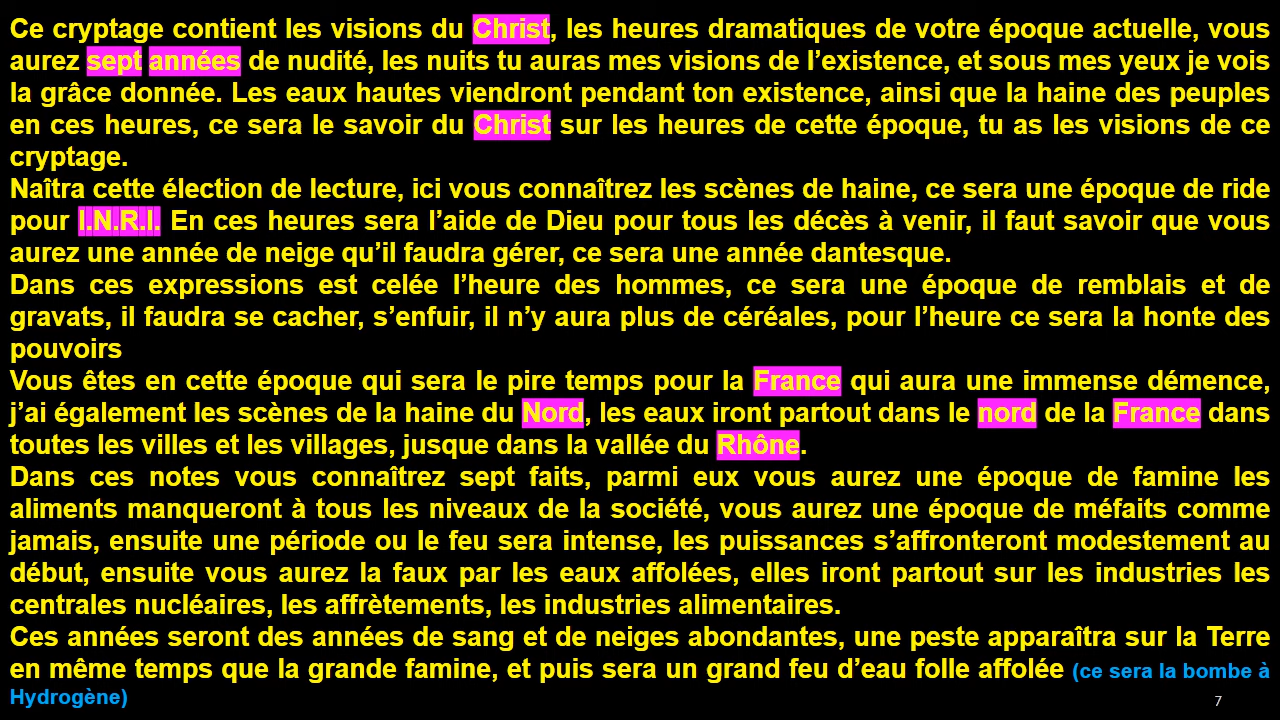 Ce cryptage contient les visions du Christ, les heures dramatiques de votre époque actuelle, vous
aurez sept années de nudité, les nuits tu auras mes visions de l’existence, et sous mes yeux je vois
la grâce donnée. Les eaux hautes viendront pendant ton existence, ainsi que la haine des peuples
en ces heures, ce sera le savoir du Christ sur les heures de cette époque, tu as les visions de ce
cryptage.
Naîtra cette élection de lecture, ici vous connaîtrez les scènes de haine, ce sera une époque de ride
pour I.N.R.I. En ces heures sera l’aide de Dieu pour tous les décès à venir, il faut savoir que vous
aurez une année de neige qu’il faudra gérer, ce sera une année dantesque.
Dans ces expressions est celée l’heure des hommes, ce sera une époque de remblais et de
gravats, il faudra se cacher, s’enfuir, il n’y aura plus de céréales, pour l’heure ce sera la honte des
pouvoirs
Vous êtes en cette époque qui sera le pire temps pour la France qui aura une immense démence,
j’ai également les scènes de la haine du Nord, les eaux iront partout dans le nord de la France dans
toutes les villes et les villages, jusque dans la vallée du Rhône.
Dans ces notes vous connaîtrez sept faits, parmi eux vous aurez une époque de famine les
aliments manqueront à tous les niveaux de la société, vous aurez une époque de méfaits comme
jamais, ensuite une période ou le feu sera intense, les puissances s’affronteront modestement au
début, ensuite vous aurez la faux par les eaux affolées, elles iront partout sur les industries les
centrales nucléaires, les affrètements, les industries alimentaires.
Ces années seront des années de sang et de neiges abondantes, une peste apparaîtra sur la Terre
en même temps que la grande famine, et puis sera un grand feu d’eau folle affolée (ce sera la bombe à
Hydrogène)
7